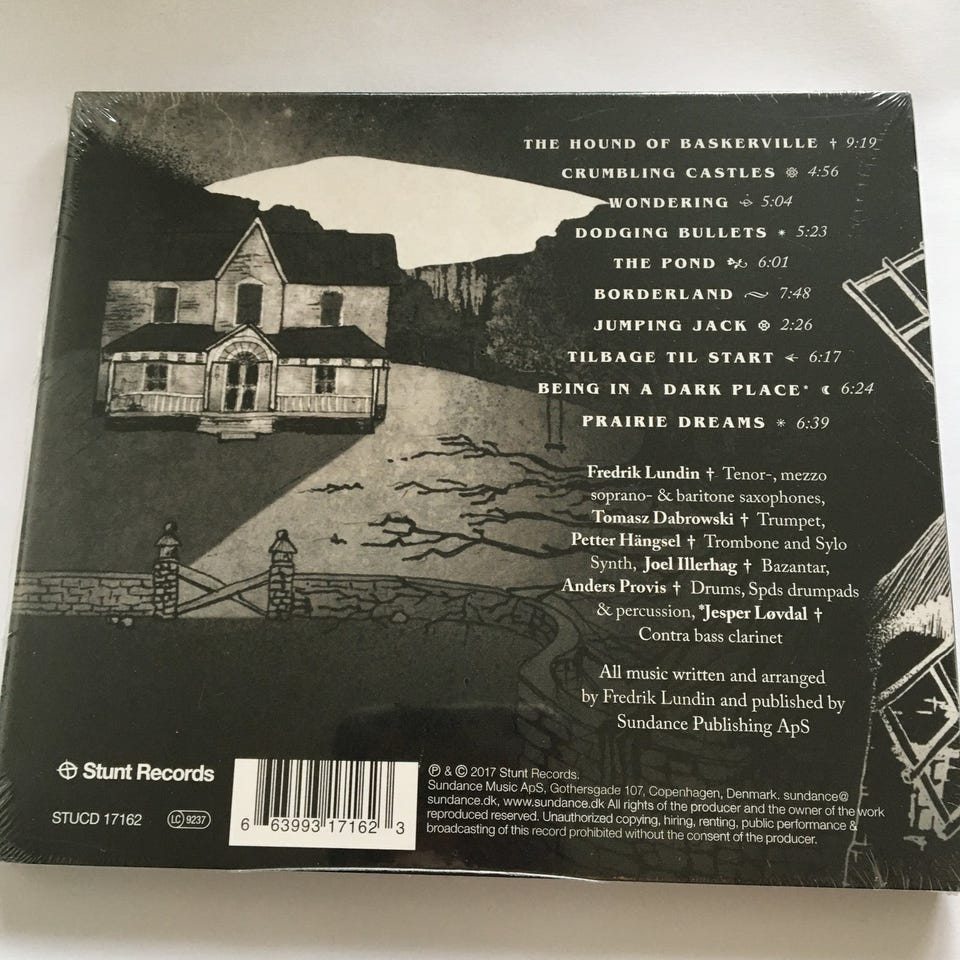 THE HOUND OF BASKERVILLE † 9:19
CRUMBLING CASTLES 4:56
WONDERING 5:04
DODGING BULLETS * 5:23
THE POND 6:01
BORDERLAND 7:48
JUMPING JACK 2:26
TILBAGE TIL START 6:17
BEING IN A DARK PLACE* 6:24
PRAIRIE DREAMS * 6:39
Fredrik Lundin † Tenor-, mezzo
soprano- & baritone saxophones,
Tomasz Dabrowski † Trumpet,
Petter Hängsel † Trombone and Sylo
Synth, Joel Illerhag † Bazantar,
Anders Provis † Drums, Spds drumpads
& percussion, *Jesper Løvdal †
Contra bass clarinet
All music written and arranged
by Fredrik Lundin and published by
Sundance Publishing ApS
Stunt Records
STUCD 17162 LC 9237
6 63993 17162 3
℗ & © 2017 Stunt Records.
Sundance Music ApS, Gothersgade 107, Copenhagen, Denmark. sundance@
sundance.dk, www.sundance.dk All rights of the producer and the owner of the work
reproduced reserved. Unauthorized copying, hiring, renting, public performance &
broadcasting of this record prohibited without the consent of the producer.